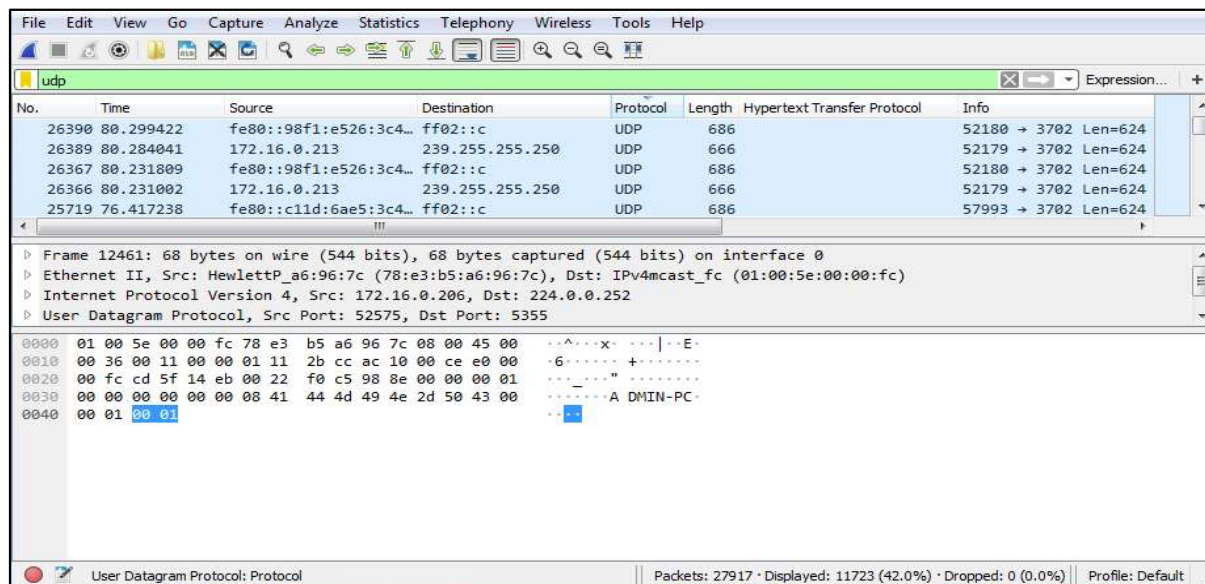 File Edit View Go Capture Analyze Statistics Telephony Wireless Tools Help
udp Expression... +
No. Time Source Destination Protocol Length Hypertext Transfer Protocol Info
26390 80.299422 fe80::98f1:e526:3c4… ff02::c UDP 686 52180 → 3702 Len=624
26389 80.284041 172.16.0.213 239.255.255.250 UDP 666 52179 → 3702 Len=624
26367 80.231809 fe80::98f1:e526:3c4… ff02::c UDP 686 52180 → 3702 Len=624
26366 80.231002 172.16.0.213 239.255.255.250 UDP 666 52179 → 3702 Len=624
25719 76.417238 fe80::c11d:6ae5:3c4… ff02::c UDP 686 57993 → 3702 Len=624
Frame 12461: 68 bytes on wire (544 bits), 68 bytes captured (544 bits) on interface 0
Ethernet II, Src: HewlettP_a6:96:7c (78:e3:b5:a6:96:7c), Dst: IPv4mcast_fc (01:00:5e:00:00:fc)
Internet Protocol Version 4, Src: 172.16.0.206, Dst: 224.0.0.252
User Datagram Protocol, Src Port: 52575, Dst Port: 5355
0000 01 00 5e 00 00 fc 78 e3 b5 a6 96 7c 08 00 45 00 ··^···x· ···|··E·
0010 00 36 00 11 00 00 01 11 2b cc ac 10 00 ce e0 00 ·6······ +·······
0020 00 fc cd 5f 14 eb 00 22 f0 c5 98 8e 00 00 00 01 ···_···" ········
0030 00 00 00 00 00 00 08 41 44 4d 49 4e 2d 50 43 00 ·······A DMIN-PC·
0040 00 01 00 01 ····
User Datagram Protocol: Protocol Packets: 27917 · Displayed: 11723 (42.0%) · Dropped: 0 (0.0%) Profile: Default